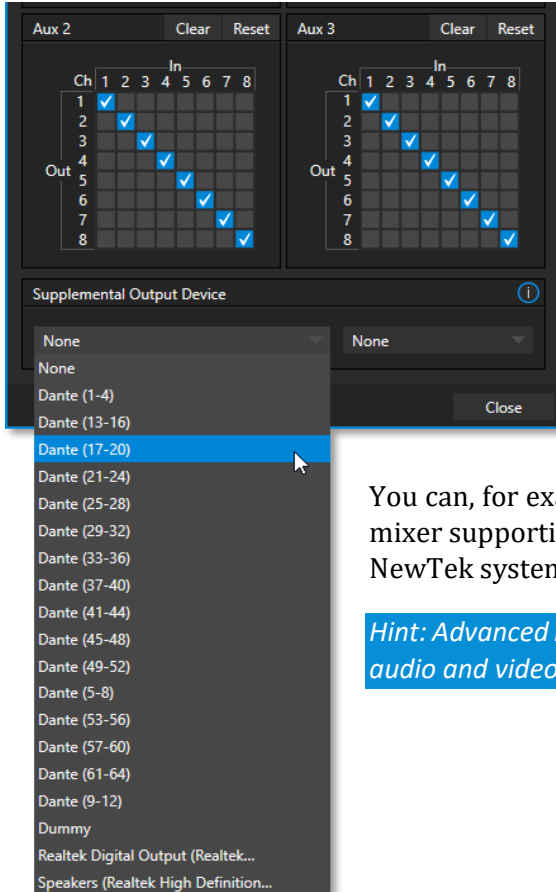 Aux 2 Clear Reset
In
Ch 1 2 3 4 5 6 7 8
1
2
3
Out 4
5
6
7
8
Aux 3 Clear Reset
In
Ch 1 2 3 4 5 6 7 8
1
2
3
Out 4
5
6
7
8
Supplemental Output Device i
None
None
None
Dante (1-4)
Dante (13-16)
Dante (17-20)
Dante (21-24)
Dante (25-28)
Dante (29-32)
Dante (33-36)
Dante (37-40)
Dante (41-44)
Dante (45-48)
Dante (49-52)
Dante (5-8)
Dante (53-56)
Dante (57-60)
Dante (61-64)
Dante (9-12)
Dummy
Realtek Digital Output (Realtek...
Speakers (Realtek High Definition...
Close
You can, for ex
mixer supporti
NewTek system
Hint: Advanced
audio and video